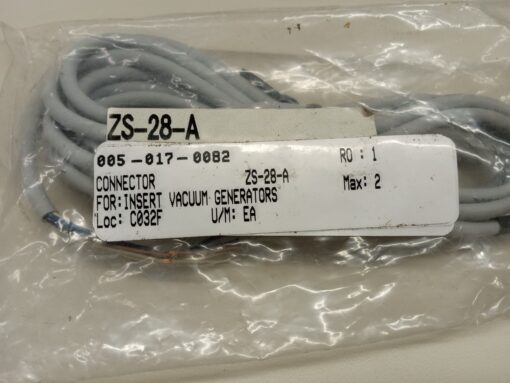 ZS-28-A
005-017-0082 RO: 1
CONNECTOR ZS-28-A Max: 2
FOR:INSERT VACUUM GENERATORS
Loc: C032F U/M: EA